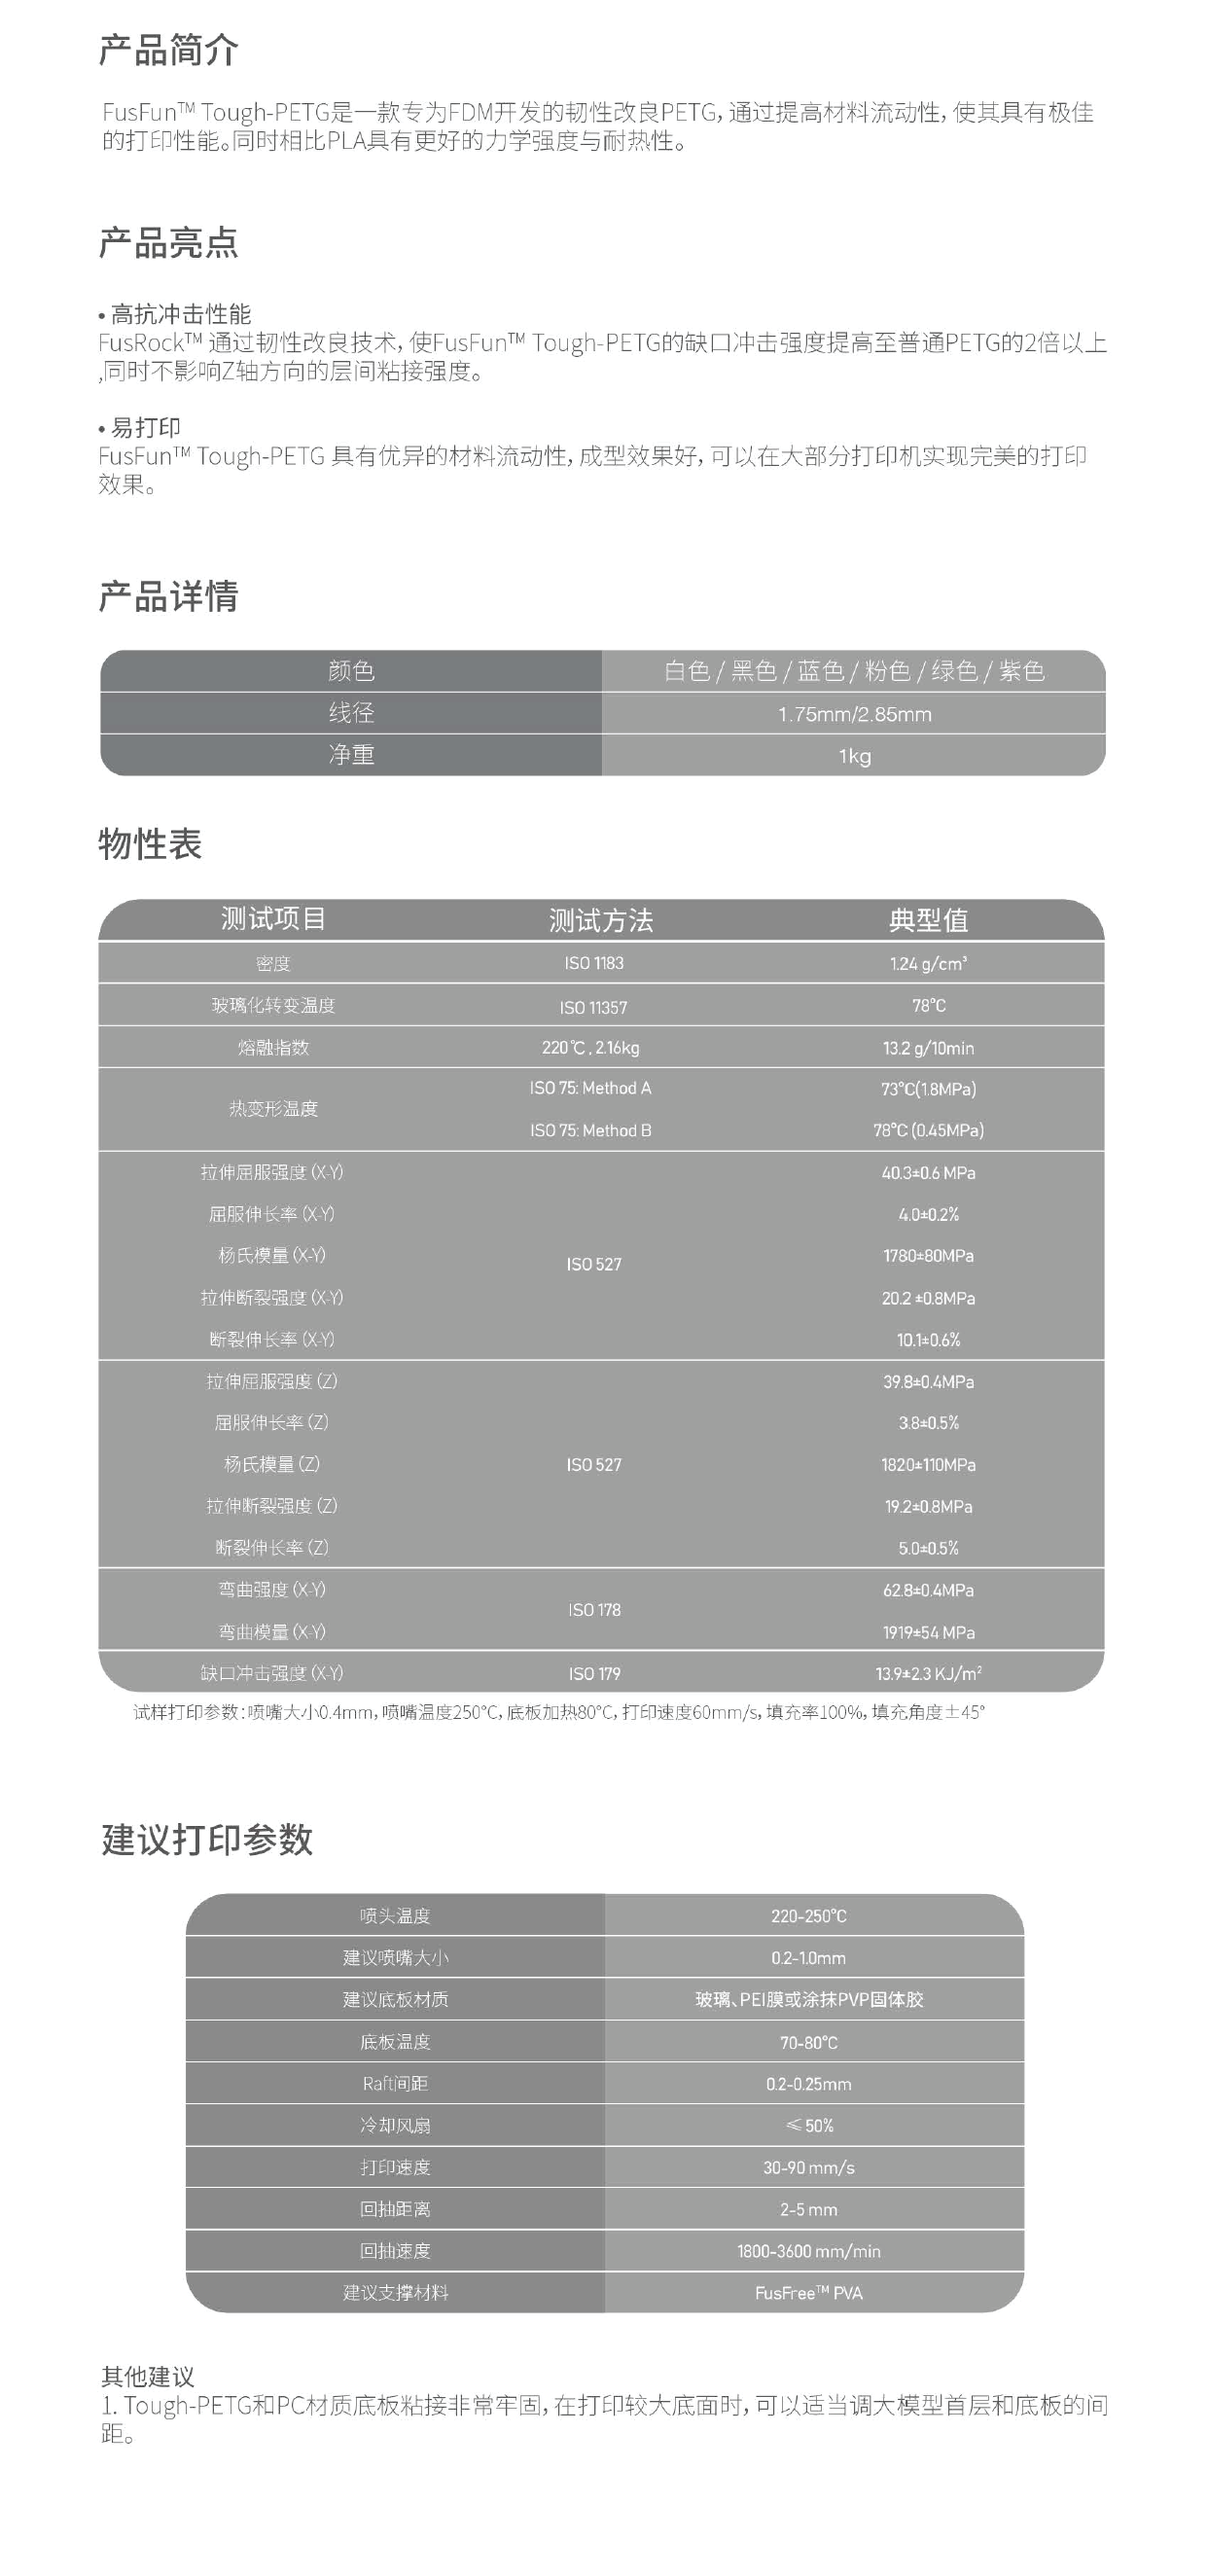 产品简介
FusFun™ Tough-PETG是一款专为FDM开发的韧性改良PETG，通过提高材料流动性，使其具有极佳
的打印性能。同时相比PLA具有更好的力学强度与耐热性。
产品亮点
• 高抗冲击性能
FusRock™ 通过韧性改良技术，使FusFun™ Tough-PETG的缺口冲击强度提高至普通PETG的2倍以上
,同时不影响Z轴方向的层间粘接强度。
• 易打印
FusFun™ Tough-PETG 具有优异的材料流动性，成型效果好，可以在大部分打印机实现完美的打印
效果。
产品详情
颜色 白色 / 黑色 / 蓝色 / 粉色 / 绿色 / 紫色
线径 1.75mm/2.85mm
净重 1kg
物性表
测试项目 测试方法 典型值
密度 ISO 1183 1.24 g/cm³
玻璃化转变温度 ISO 11357 78°C
熔融指数 220℃ , 2.16kg 13.2 g/10min
热变形温度
ISO 75: Method A 73°C(1.8MPa)
ISO 75: Method B 78°C (0.45MPa)
拉伸屈服强度 (X-Y) 40.3±0.6 MPa
屈服伸长率 (X-Y) 4.0±0.2%
杨氏模量 (X-Y) ISO 527 1780±80MPa
拉伸断裂强度 (X-Y) 20.2 ±0.8MPa
断裂伸长率 (X-Y) 10.1±0.6%
拉伸屈服强度 (Z) 39.8±0.4MPa
屈服伸长率 (Z) 3.8±0.5%
杨氏模量 (Z) ISO 527 1820±110MPa
拉伸断裂强度 (Z) 19.2±0.8MPa
断裂伸长率 (Z) 5.0±0.5%
弯曲强度 (X-Y) ISO 178 62.8±0.4MPa
弯曲模量 (X-Y) 1919±54 MPa
缺口冲击强度 (X-Y) ISO 179 13.9±2.3 KJ/m²
试样打印参数：喷嘴大小0.4mm，喷嘴温度250°C，底板加热80°C，打印速度60mm/s，填充率100%，填充角度±45°
建议打印参数
喷头温度 220-250°C
建议喷嘴大小 0.2-1.0mm
建议底板材质 玻璃、PEI膜或涂抹PVP固体胶
底板温度 70-80°C
Raft间距 0.2-0.25mm
冷却风扇 ⩽ 50%
打印速度 30-90 mm/s
回抽距离 2-5 mm
回抽速度 1800-3600 mm/min
建议支撑材料 FusFree™ PVA
其他建议
1. Tough-PETG和PC材质底板粘接非常牢固，在打印较大底面时，可以适当调大模型首层和底板的间
距。